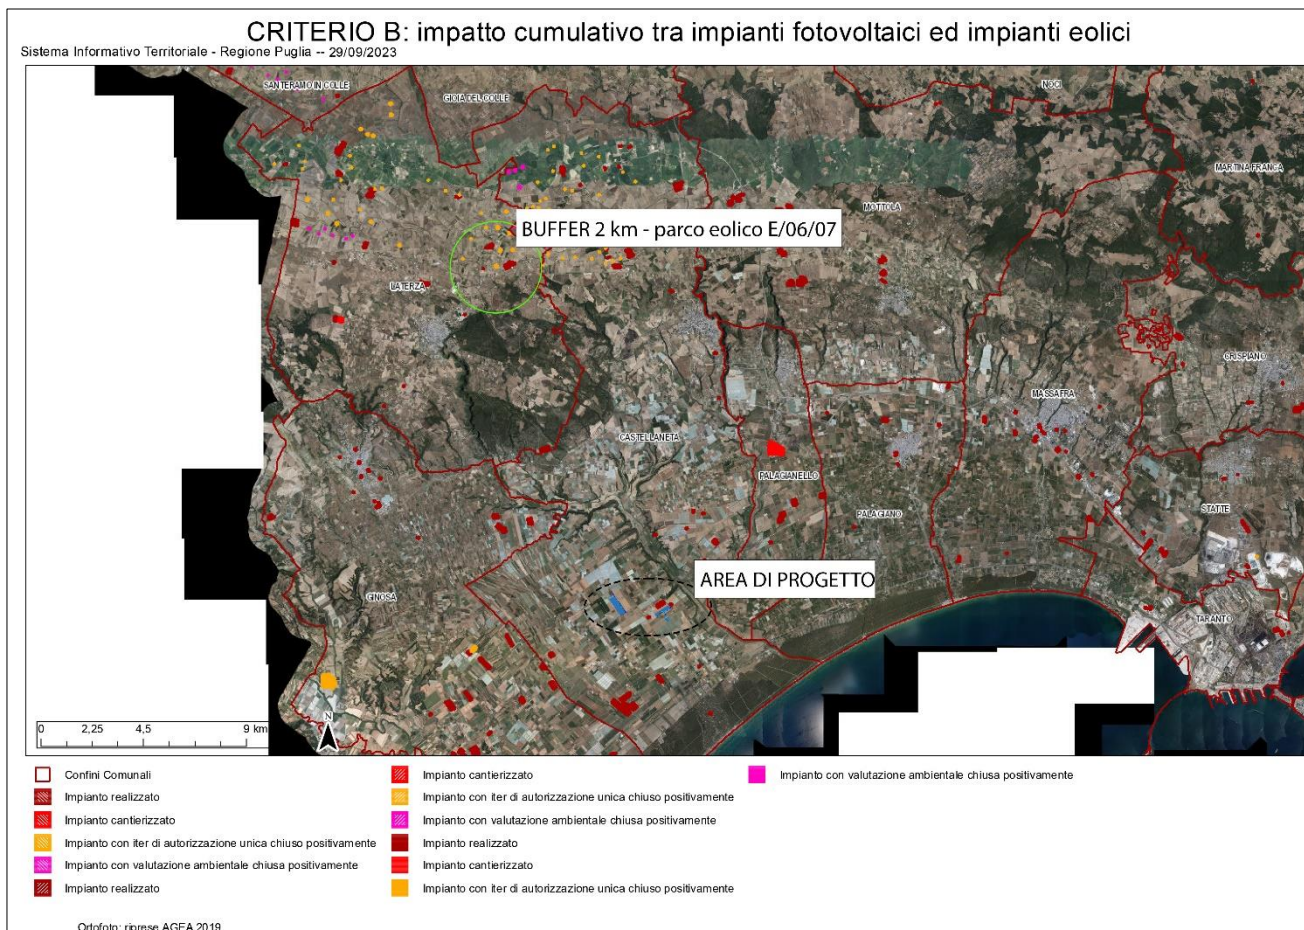 CRITERIO B: impatto cumulativo tra impianti fotovoltaici ed impianti eolici
Sistema Informativo Territoriale - Regione Puglia -- 29/09/2023
SANTERAMO IN COLLE
GIOIA DEL COLLE
NOCI
MARTINA FRANCA
MOTTOLA
BUFFER 2 km - parco eolico E/06/07
LATERZA
CRISPIANO
MASSAFRA
CASTELLANETA
PALAGIANELLO
PALAGIANO
STATTE
AREA DI PROGETTO
GINOSA
TARANTO
N
0 2,25 4,5 9 km
Confini Comunali
Impianto realizzato
Impianto cantierizzato
Impianto con iter di autorizzazione unica chiuso positivamente
Impianto con valutazione ambientale chiusa positivamente
Impianto realizzato
Impianto cantierizzato
Impianto con iter di autorizzazione unica chiuso positivamente
Impianto con valutazione ambientale chiusa positivamente
Impianto realizzato
Impianto cantierizzato
Impianto con iter di autorizzazione unica chiuso positivamente
Impianto con valutazione ambientale chiusa positivamente
Ortofoto: riprese AGEA 2019